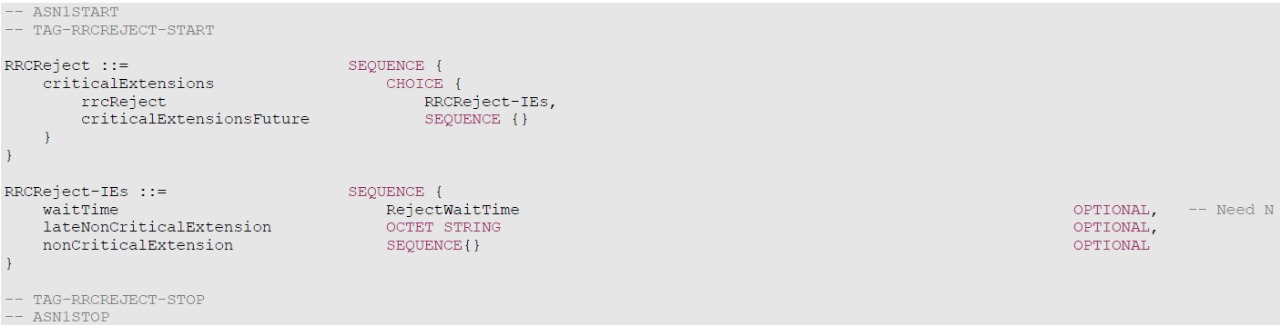 -- ASN1START
-- TAG-RRCREJECT-START
RRCReject ::= SEQUENCE {
criticalExtensions CHOICE {
rrcReject RRCReject-IEs,
criticalExtensionsFuture SEQUENCE {}
}
}
RRCReject-IEs ::= SEQUENCE {
waitTime RejectWaitTime OPTIONAL, -- Need N
lateNonCriticalExtension OCTET STRING OPTIONAL,
nonCriticalExtension SEQUENCE{} OPTIONAL
}
-- TAG-RRCREJECT-STOP
-- ASN1STOP